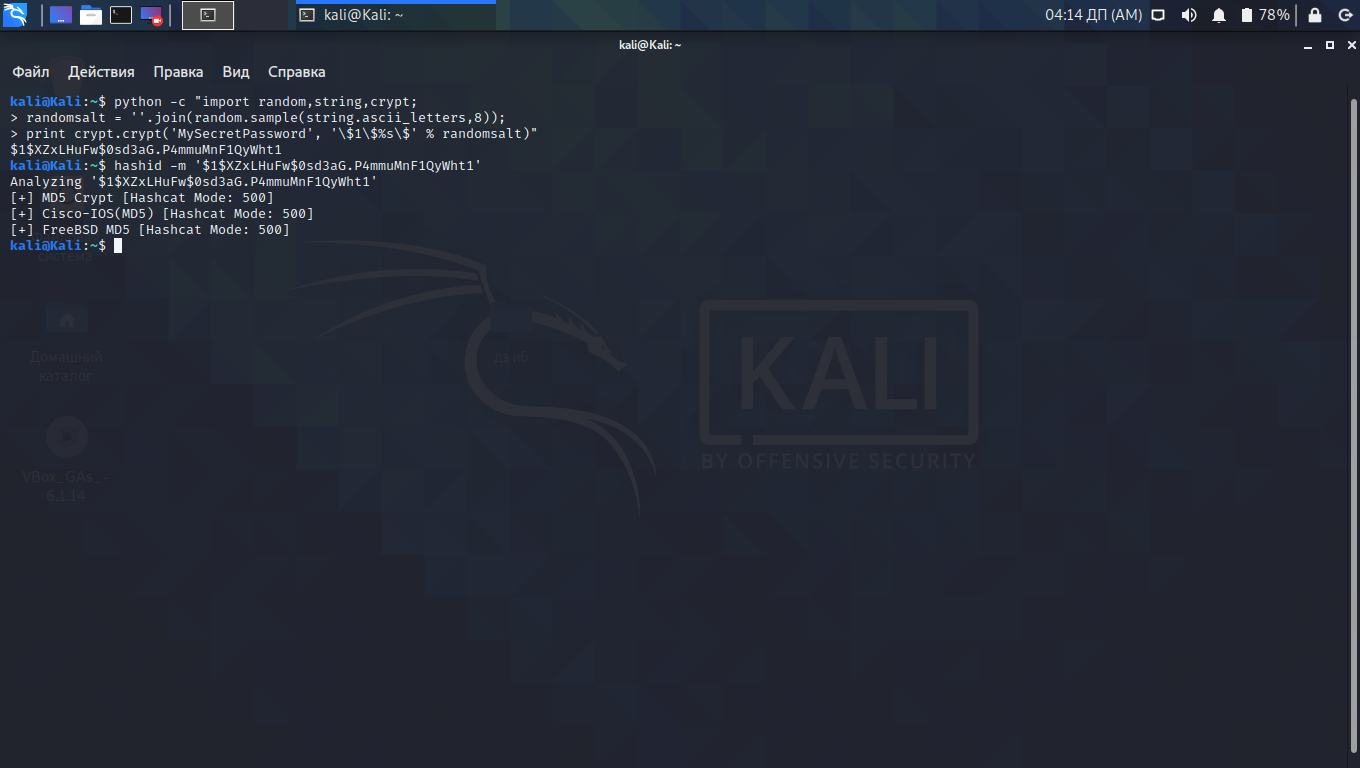 kali@Kali: ~
04:14 ДП (AM)
78%
kali@Kali: ~
Файл Действия Правка Вид Справка
kali@Kali:~$ python -c "import random,string,crypt;
> randomsalt = ''.join(random.sample(string.ascii_letters,8));
> print crypt.crypt('MySecretPassword', '\$1\$%s\$' % randomsalt)"
$1$XZxLHuFw$0sd3aG.P4mmuMnF1QyWht1
kali@Kali:~$ hashid -m '$1$XZxLHuFw$0sd3aG.P4mmuMnF1QyWht1'
Analyzing '$1$XZxLHuFw$0sd3aG.P4mmuMnF1QyWht1'
[+] MD5 Crypt [Hashcat Mode: 500]
[+] Cisco-IOS(MD5) [Hashcat Mode: 500]
[+] FreeBSD MD5 [Hashcat Mode: 500]
kali@Kali:~$
система
Домашний
каталог
дз иб
VBox_GAs_-
6.1.14
KALI
BY OFFENSIVE SECURITY